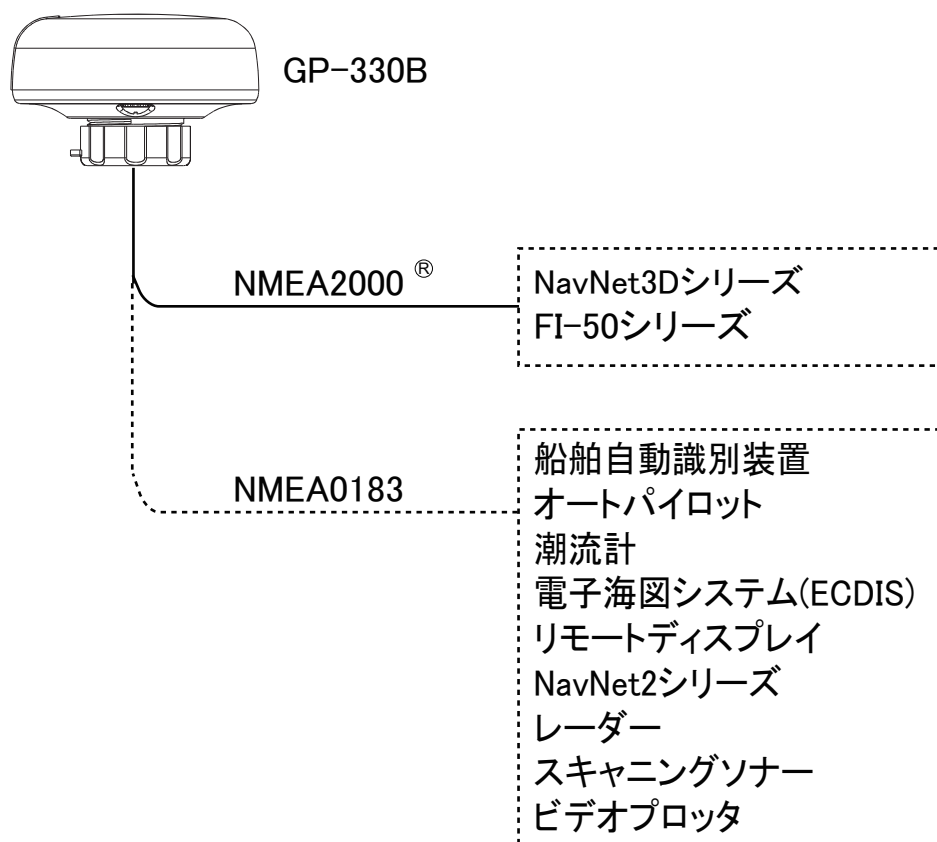 GP-330B
NMEA2000 ®
NavNet3Dシリーズ
FI-50シリーズ
NMEA0183
船舶自動識別装置
オートパイロット
潮流計
電子海図システム(ECDIS)
リモートディスプレイ
NavNet2シリーズ
レーダー
スキャニングソナー
ビデオプロッタ